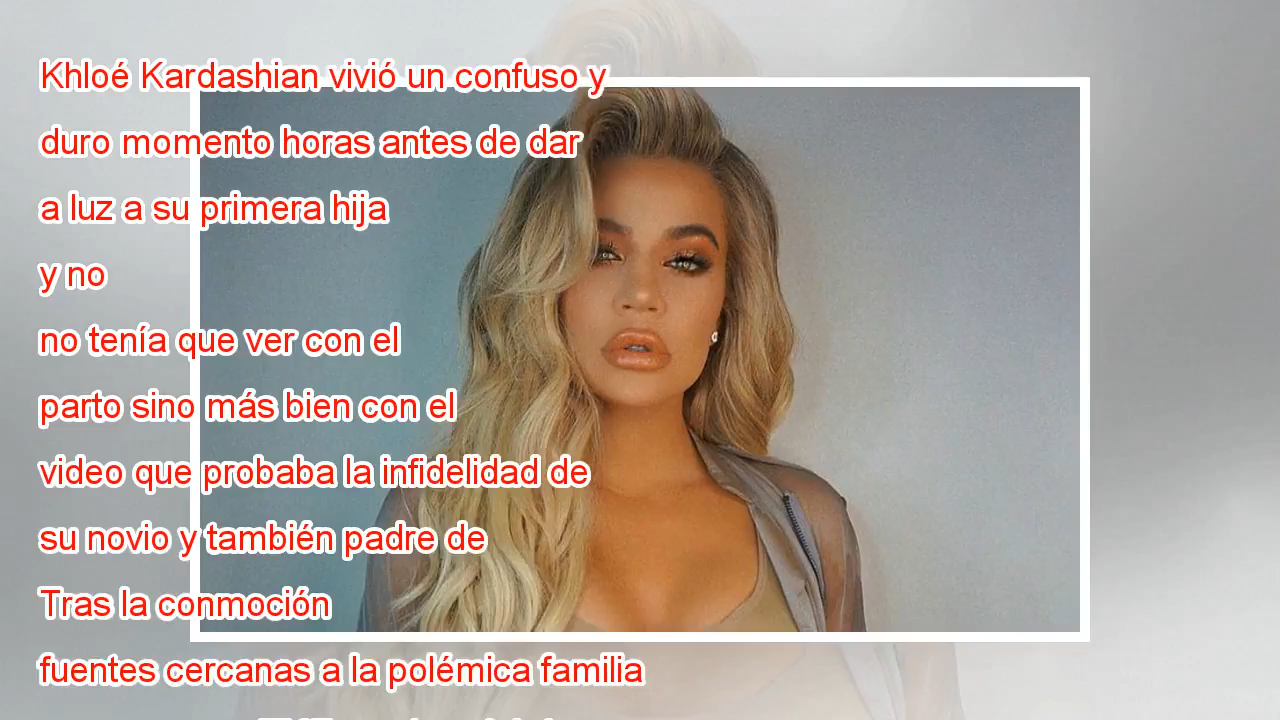 Khloé Kardashian vivió un confuso y
duro momento horas antes de dar
a luz a su primera hija
y no
no tenía que ver con el
parto sino más bien con el
video que probaba la infidelidad de
su novio y también padre de
Tras la conmoción
fuentes cercanas a la polémica familia